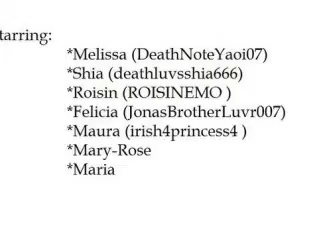 tarring:
*Melissa (DeathNoteYaoi07)
*Shia (deathluvsshia666)
*Roisin (ROISINEMO )
*Felicia (JonasBrotherLuvr007)
*Maura (irish4princess4 )
*Mary-Rose
*Maria